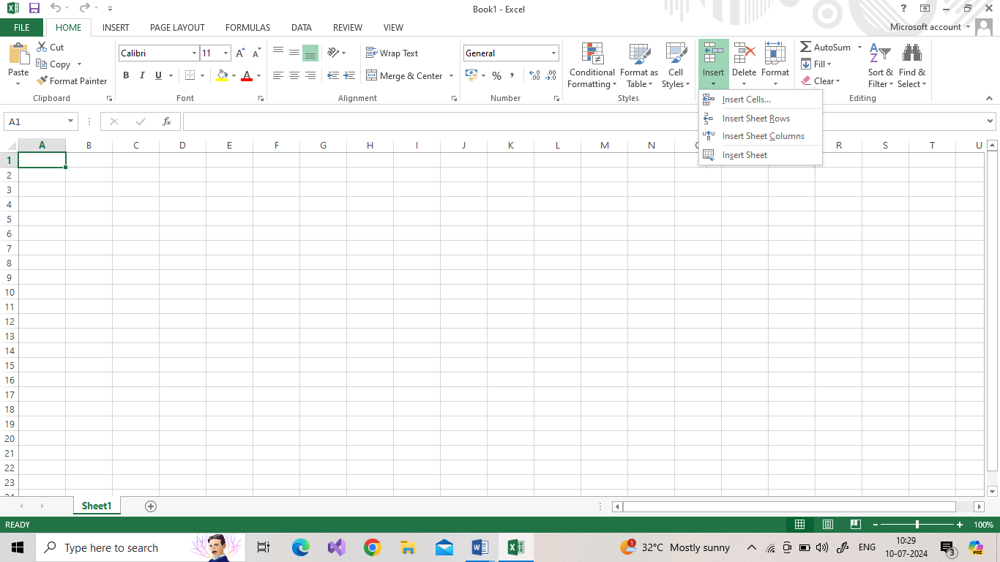 Book1 - Excel
?
FILE HOME INSERT PAGE LAYOUT FORMULAS DATA REVIEW VIEW Microsoft account
Paste
Cut
Copy
Format Painter
Clipboard
Calibri 11
B I U
Font
Wrap Text
Merge & Center
Alignment
General
%
Number
Conditional
Formatting
Format as
Table
Cell
Styles
Styles
Insert
Delete
Format
AutoSum
Fill
Clear
Sort &
Filter
Find &
Select
Editing
Insert Cells...
Insert Sheet Rows
Insert Sheet Columns
Insert Sheet
A1 fx
A B C D E F G H I J K L M N R S T U
1
2
3
4
5
6
7
8
9
10
11
12
13
14
15
16
17
18
19
20
21
22
23
Sheet1
READY 100%
Type here to search 1 32°C Mostly sunny ENG 10:29
10-07-2024 3 PRE